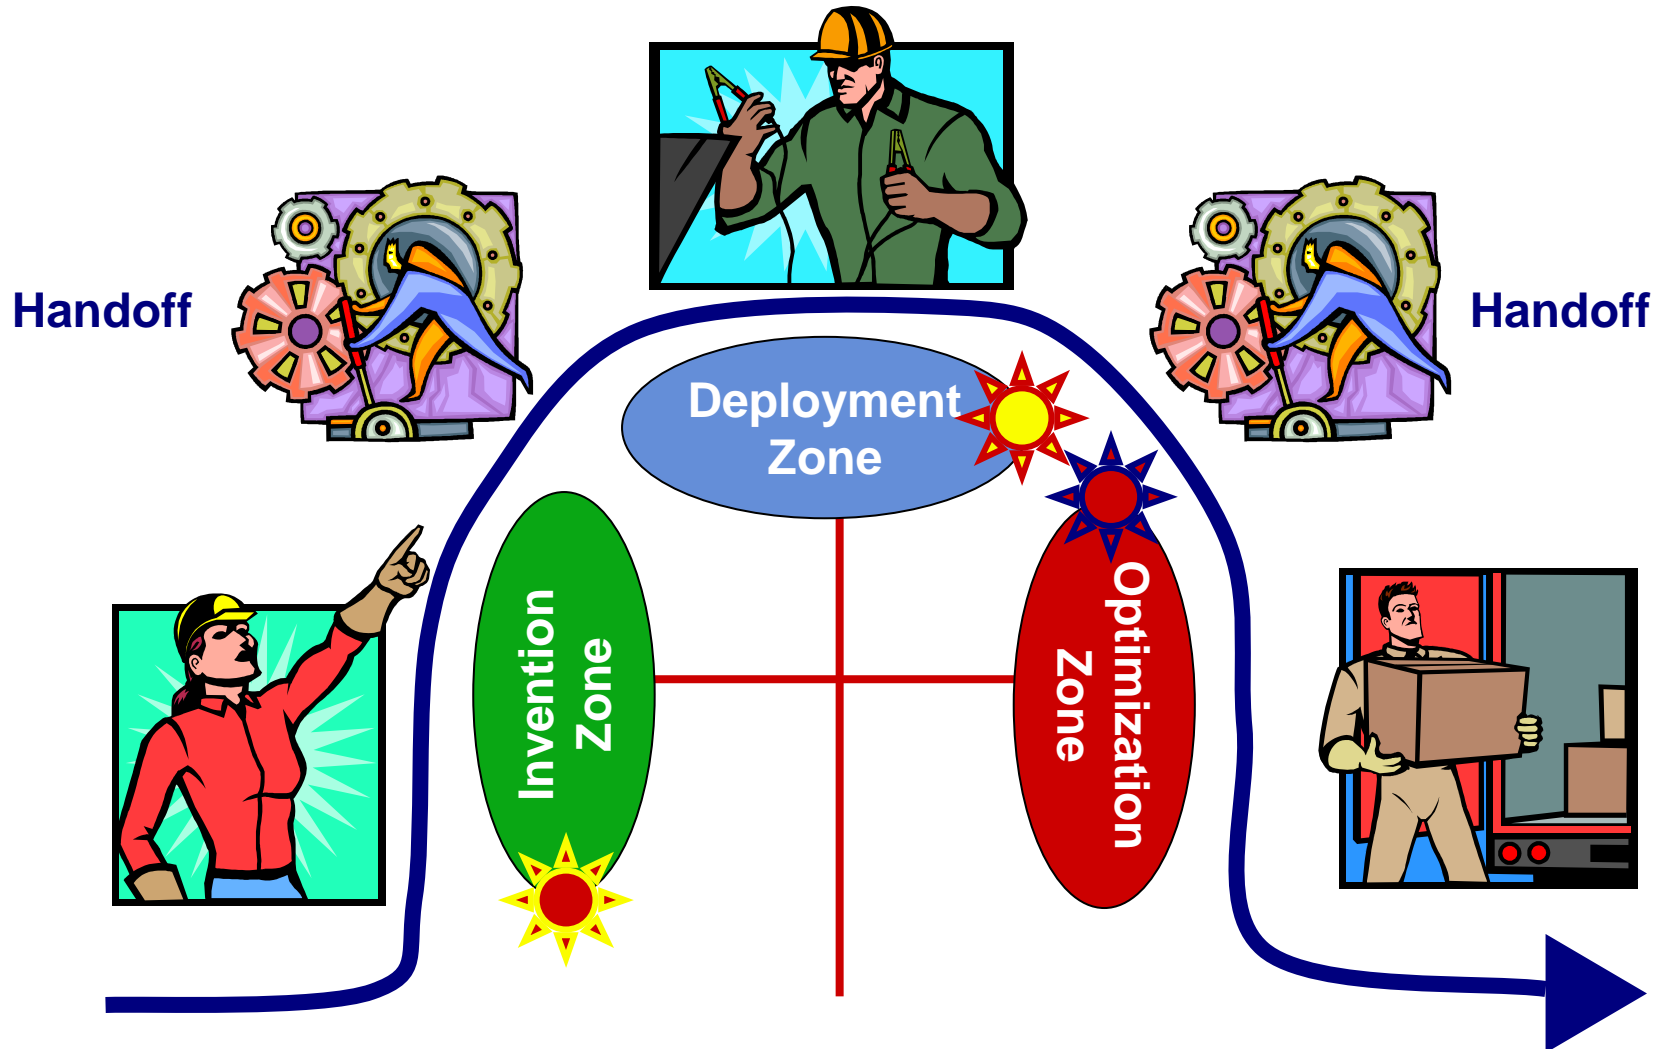 Handoff
Handoff
Deployment
Zone
Invention
Zone
Optimization
Zone